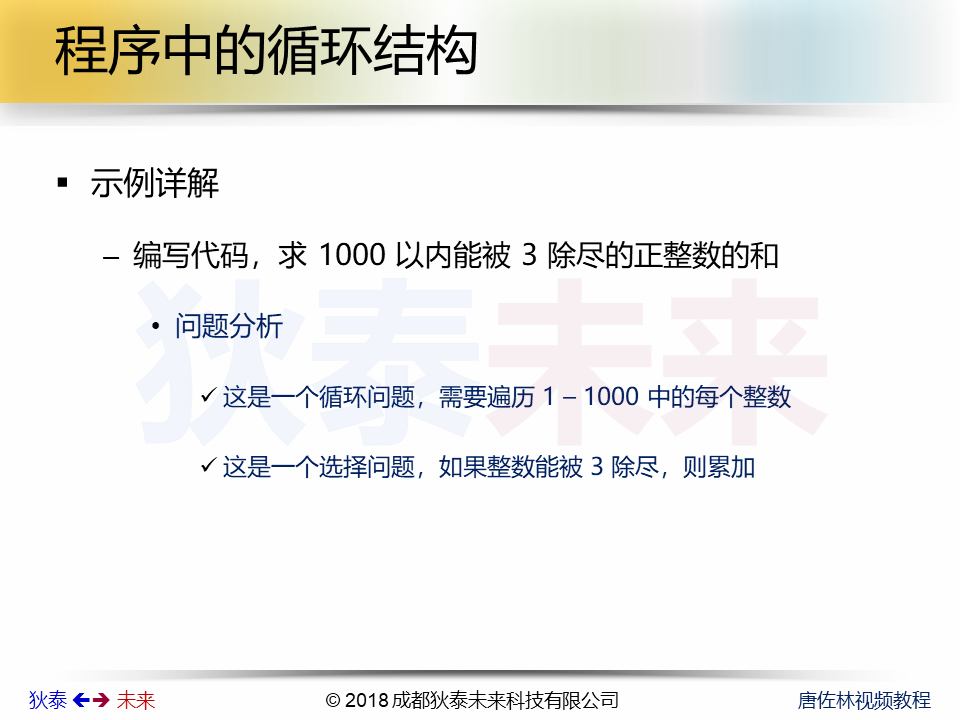 程序中的循环结构
▪ 示例详解
– 编写代码，求 1000 以内能被 3 除尽的正整数的和
• 问题分析
✓ 这是一个循环问题，需要遍历 1 – 1000 中的每个整数
✓ 这是一个选择问题，如果整数能被 3 除尽，则累加
狄泰未来
狄泰 🡸🡺 未来
© 2018 成都狄泰未来科技有限公司
唐佐林视频教程